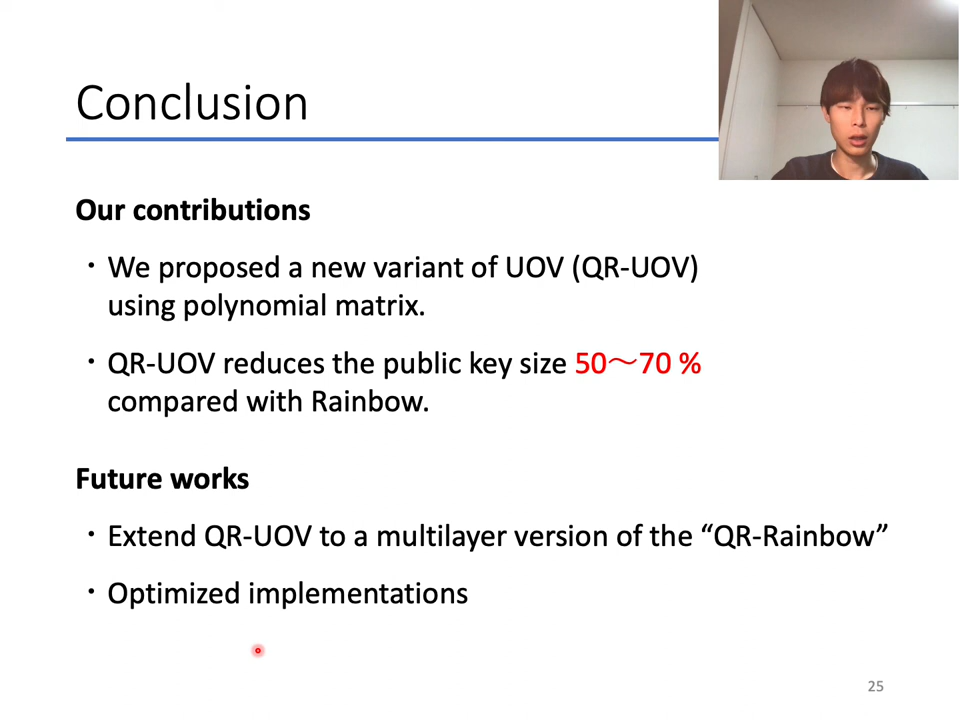 Conclusion
Our contributions
・We proposed a new variant of UOV (QR-UOV)
using polynomial matrix.
・QR-UOV reduces the public key size 50～70 %
compared with Rainbow.
Future works
・Extend QR-UOV to a multilayer version of the “QR-Rainbow”
・Optimized implementations
25